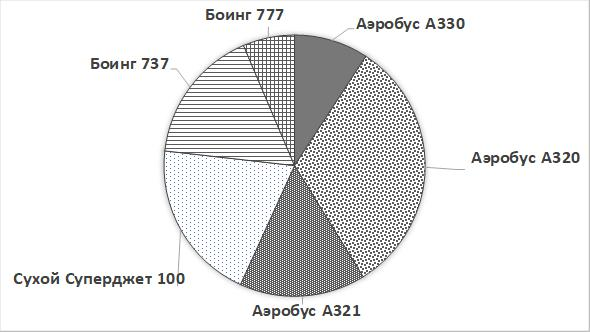 Боинг 777
Аэробус А330
Боинг 737
Аэробус А320
Сухой Суперджет 100
Аэробус А321